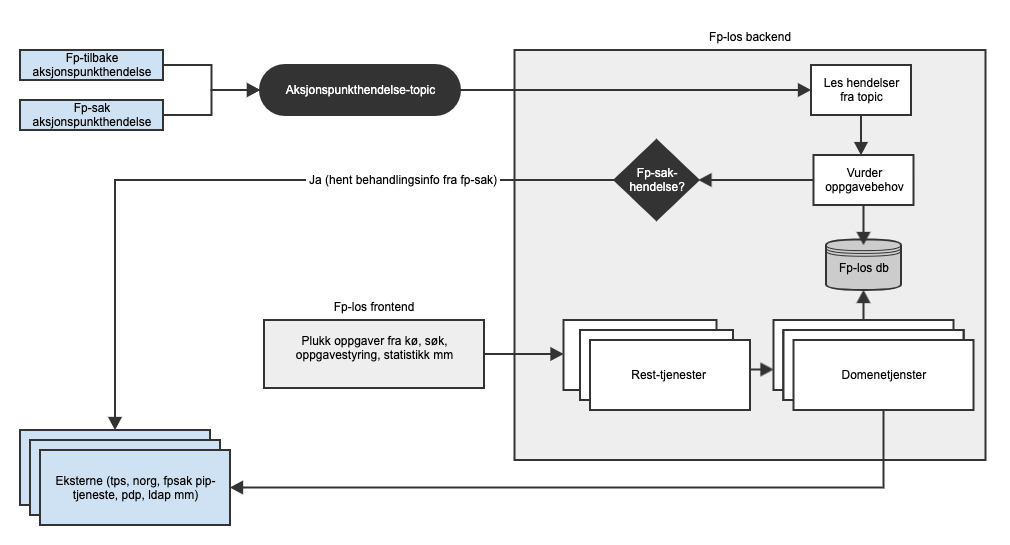 Fp-los backend
Fp-tilbake
aksjonspunkthendelse
Fp-sak
aksjonspunkthendelse
Aksjonspunkthendelse-topic
Les hendelser
fra topic
Vurder
oppgavebehov
Fp-sak-
hendelse?
Ja (hent behandlingsinfo fra fp-sak)
Fp-los db
Fp-los frontend
Plukk oppgaver fra kø, søk,
oppgavestyring, statistikk mm
Rest-tjenester
Domenetjenster
Eksterne (tps, norg, fpsak pip-
tjeneste, pdp, ldap mm)